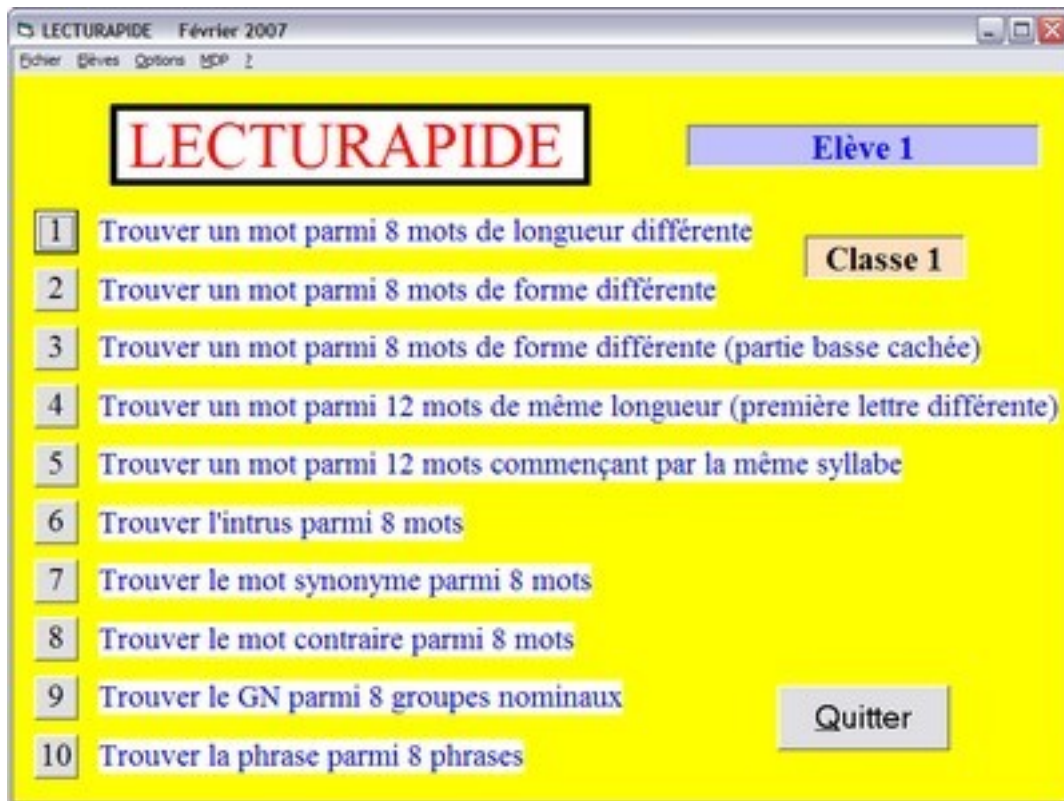 LECTURAPIDE Février 2007
Fichier Elèves Options MDP ?
LECTURAPIDE
Elève 1
1 Trouver un mot parmi 8 mots de longueur différente
Classe 1
2 Trouver un mot parmi 8 mots de forme différente
3 Trouver un mot parmi 8 mots de forme différente (partie basse cachée)
4 Trouver un mot parmi 12 mots de même longueur (première lettre différente)
5 Trouver un mot parmi 12 mots commençant par la même syllabe
6 Trouver l'intrus parmi 8 mots
7 Trouver le mot synonyme parmi 8 mots
8 Trouver le mot contraire parmi 8 mots
9 Trouver le GN parmi 8 groupes nominaux
Quitter
10 Trouver la phrase parmi 8 phrases